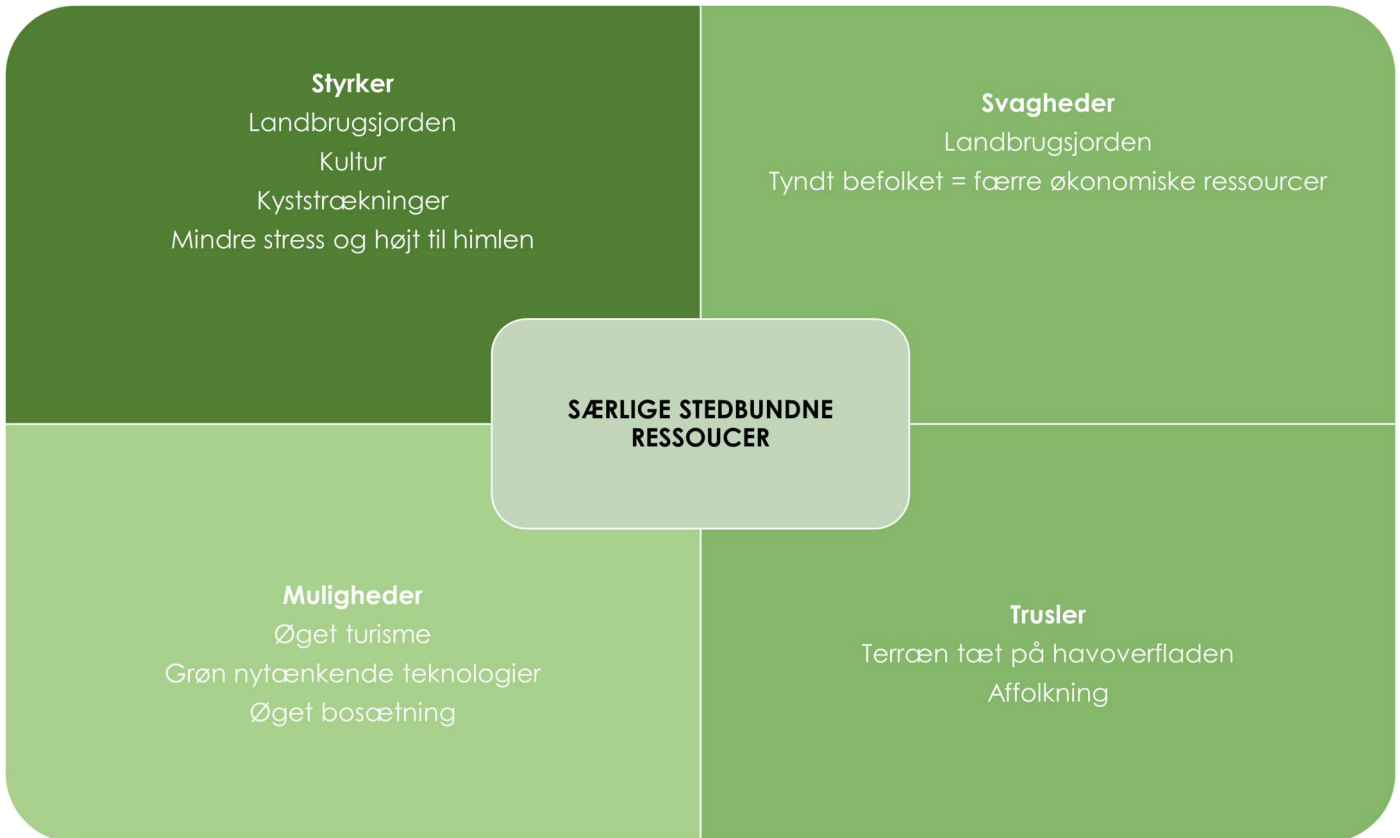 Styrker
Landbrugsjorden
Kultur
Kyststrækninger
Mindre stress og højt til himlen
Svagheder
Landbrugsjorden
Tyndt befolket = færre økonomiske ressourcer
SÆRLIGE STEDBUNDNE
RESSOUCER
Muligheder
Øget turisme
Grøn nytænkende teknologier
Øget bosætning
Trusler
Terræn tæt på havoverfladen
Affolkning